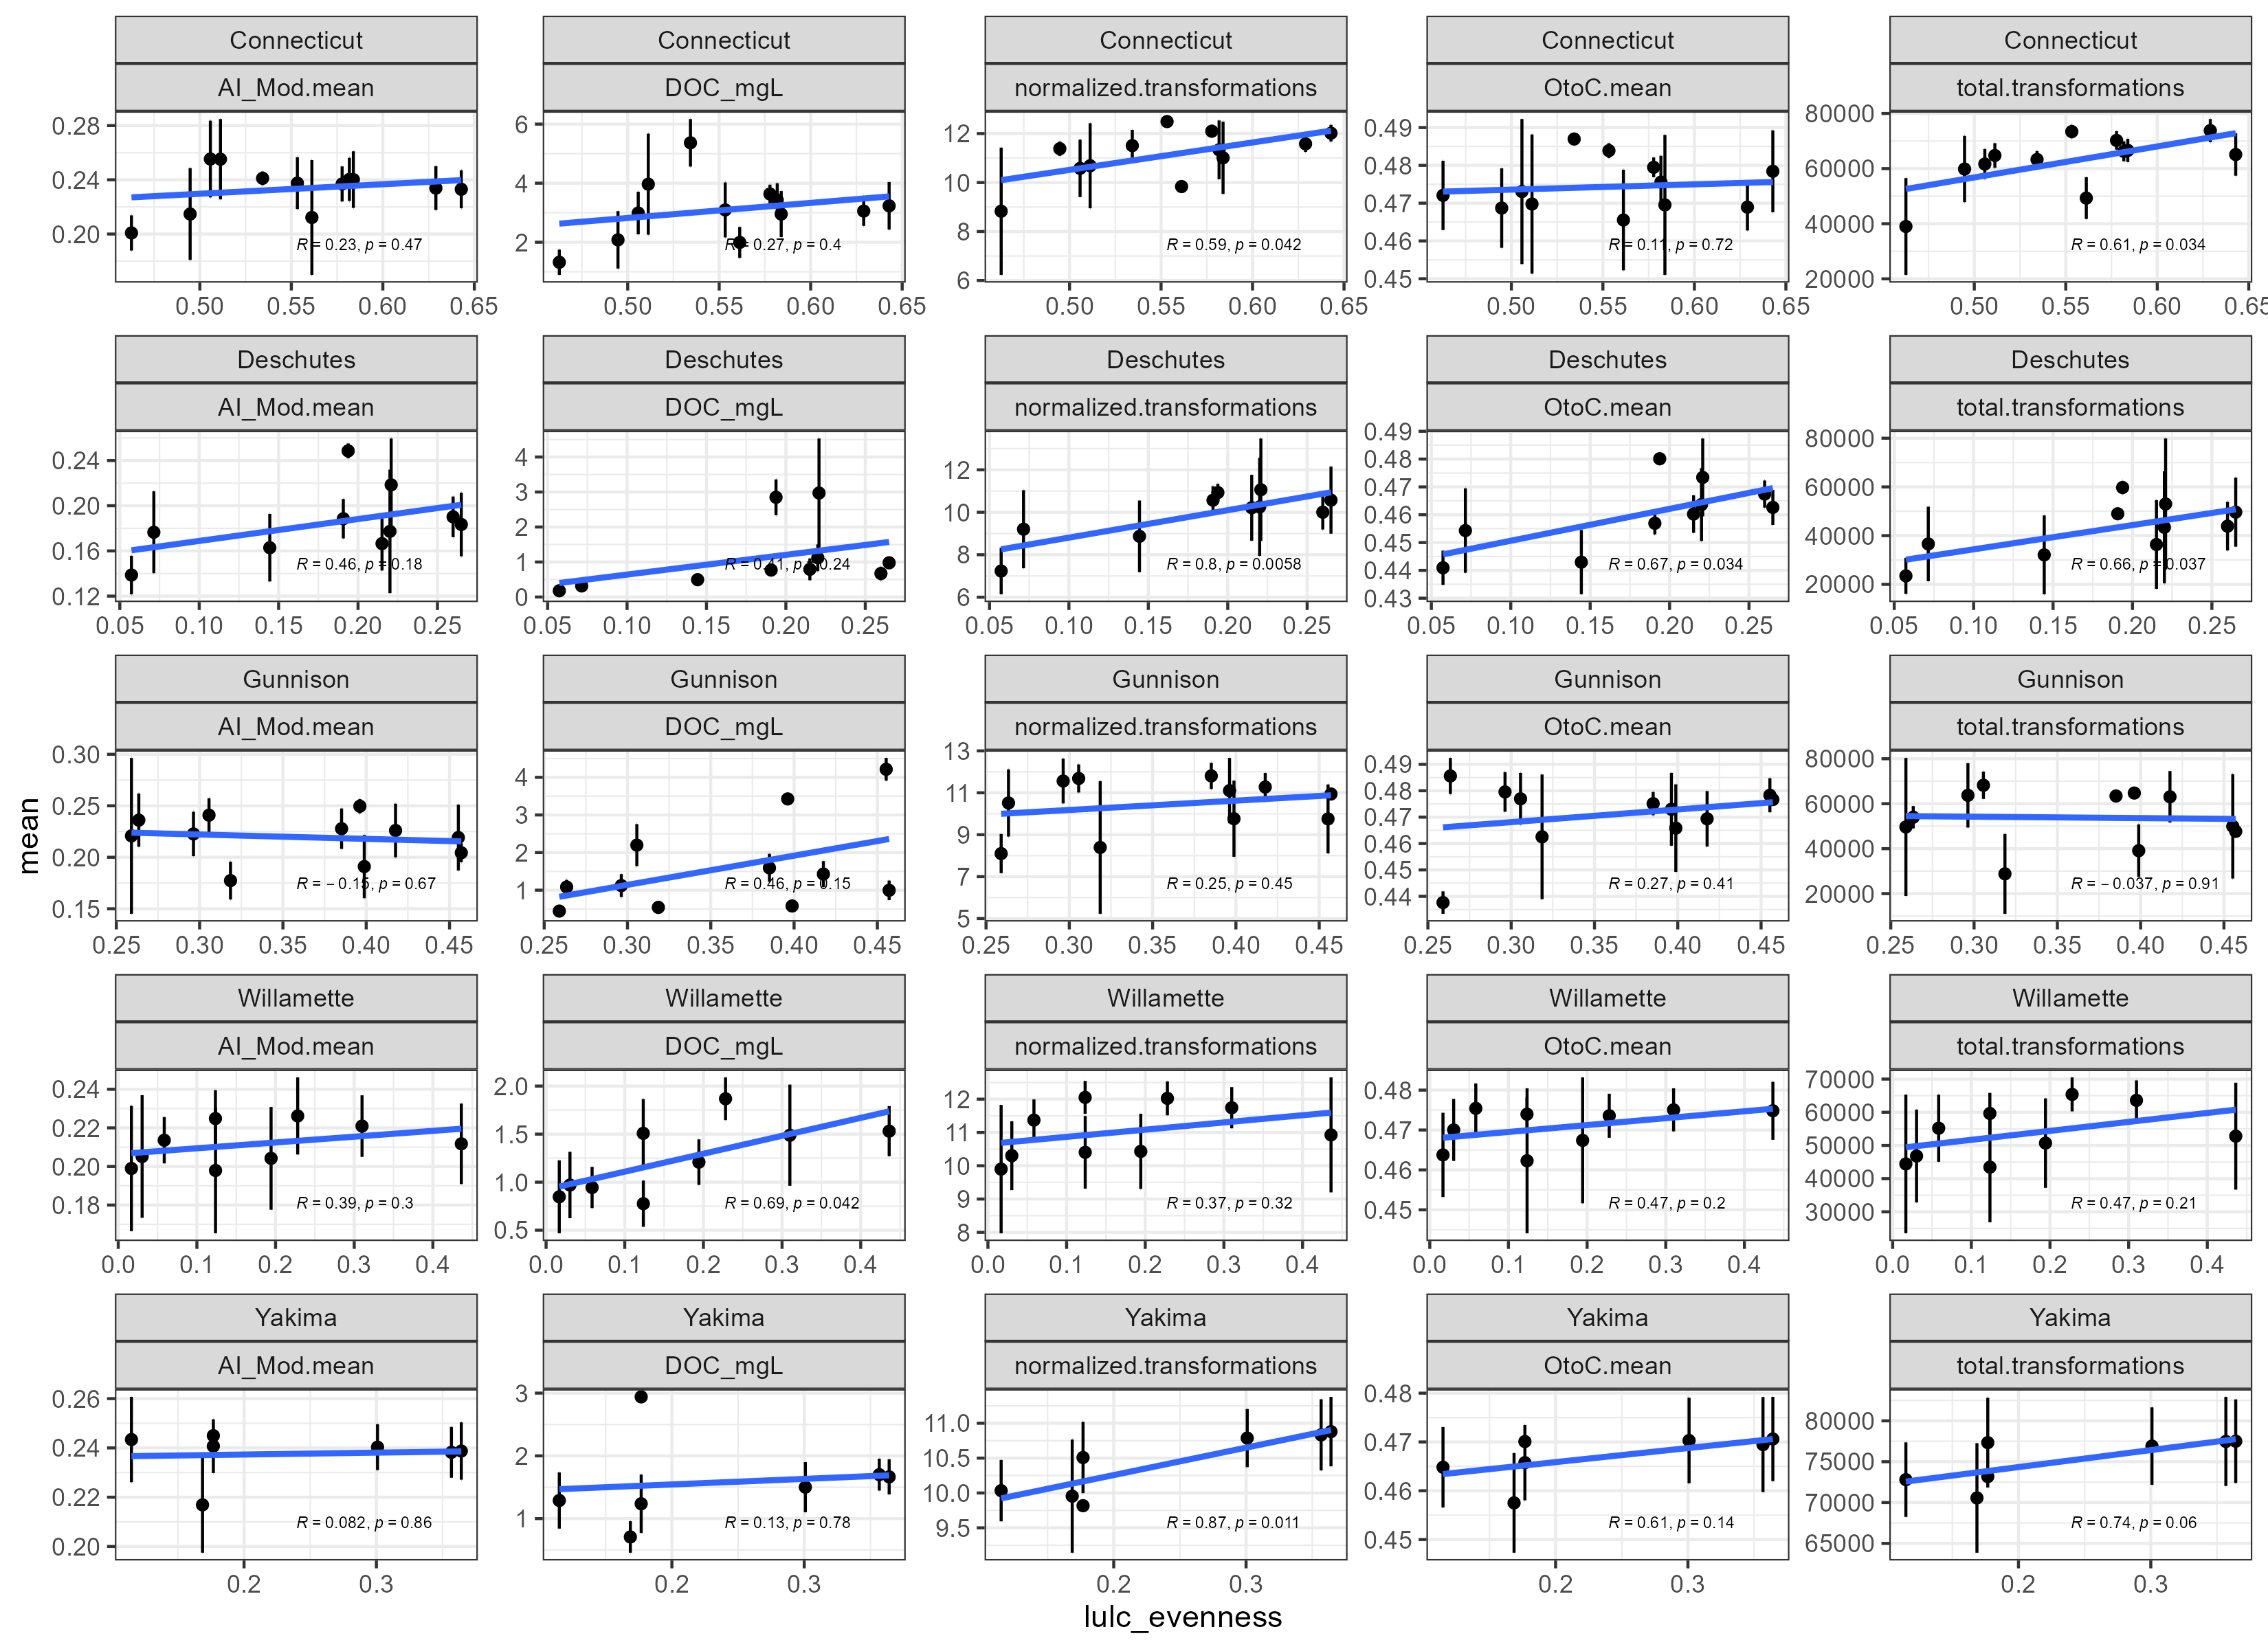 Connecticut Connecticut Connecticut Connecticut Connecticut
AI_Mod.mean DOC_mgL normalized.transformations OtoC.mean total.transformations
0.28 6 12 0.49 80000
0.24 4 10 0.48 60000
0.20 2 8 0.47 40000
6 0.46 20000
0.45
R = 0.23, p = 0.47 R = 0.27, p = 0.4 R = 0.59, p = 0.042 R = 0.11, p = 0.72 R = 0.61, p = 0.034
0.50 0.55 0.60 0.65 0.50 0.55 0.60 0.65 0.50 0.55 0.60 0.65 0.50 0.55 0.60 0.65 0.50 0.55 0.60 0.65
Deschutes Deschutes Deschutes Deschutes Deschutes
AI_Mod.mean DOC_mgL normalized.transformations OtoC.mean total.transformations
0.24 4 12 0.49 80000
0.20 3 10 0.48 60000
0.16 2 8 0.47 40000
0.12 1 6 0.46 20000
0 0.45
0.44
0.43
R = 0.46, p = 0.18 R = 0.41, p = 0.24 R = 0.8, p = 0.0058 R = 0.67, p = 0.034 R = 0.66, p = 0.037
0.05 0.10 0.15 0.20 0.25 0.05 0.10 0.15 0.20 0.25 0.05 0.10 0.15 0.20 0.25 0.05 0.10 0.15 0.20 0.25 0.05 0.10 0.15 0.20 0.25
Gunnison Gunnison Gunnison Gunnison Gunnison
AI_Mod.mean DOC_mgL normalized.transformations OtoC.mean total.transformations
mean
0.30 4 13 0.49 80000
0.25 3 11 0.48 60000
0.20 2 9 0.47 40000
0.15 1 7 0.46 20000
5 0.45
0.44
R = −0.15, p = 0.67 R = 0.46, p = 0.15 R = 0.25, p = 0.45 R = 0.27, p = 0.41 R = −0.037, p = 0.91
0.25 0.30 0.35 0.40 0.45 0.25 0.30 0.35 0.40 0.45 0.25 0.30 0.35 0.40 0.45 0.25 0.30 0.35 0.40 0.45 0.25 0.30 0.35 0.40 0.45
Willamette Willamette Willamette Willamette Willamette
AI_Mod.mean DOC_mgL normalized.transformations OtoC.mean total.transformations
0.24 2.0 12 0.48 70000
0.22 1.5 11 0.47 60000
0.20 1.0 10 0.46 50000
0.18 0.5 9 0.45 40000
8 30000
R = 0.39, p = 0.3 R = 0.69, p = 0.042 R = 0.37, p = 0.32 R = 0.47, p = 0.2 R = 0.47, p = 0.21
0.0 0.1 0.2 0.3 0.4 0.0 0.1 0.2 0.3 0.4 0.0 0.1 0.2 0.3 0.4 0.0 0.1 0.2 0.3 0.4 0.0 0.1 0.2 0.3 0.4
Yakima Yakima Yakima Yakima Yakima
AI_Mod.mean DOC_mgL normalized.transformations OtoC.mean total.transformations
0.26 3 11.0 0.48 80000
0.24 2 10.5 0.47 75000
0.22 1 10.0 0.46 70000
0.20 9.5 0.45 65000
R = 0.082, p = 0.86 R = 0.13, p = 0.78 R = 0.87, p = 0.011 R = 0.61, p = 0.14 R = 0.74, p = 0.06
0.2 0.3 0.2 0.3 0.2 0.3 0.2 0.3 0.2 0.3
lulc_evenness